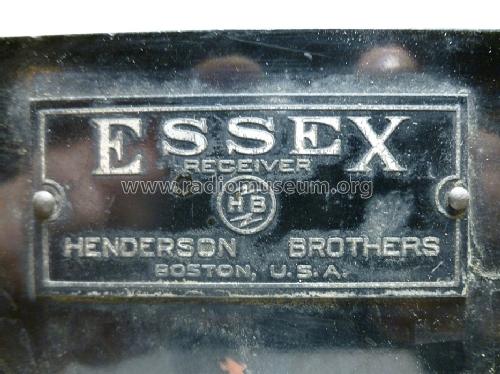 ESSEX
RECEIVER
www.radiomuseum.org
HB
HENDERSON BROTHERS
BOSTON, U.S.A.